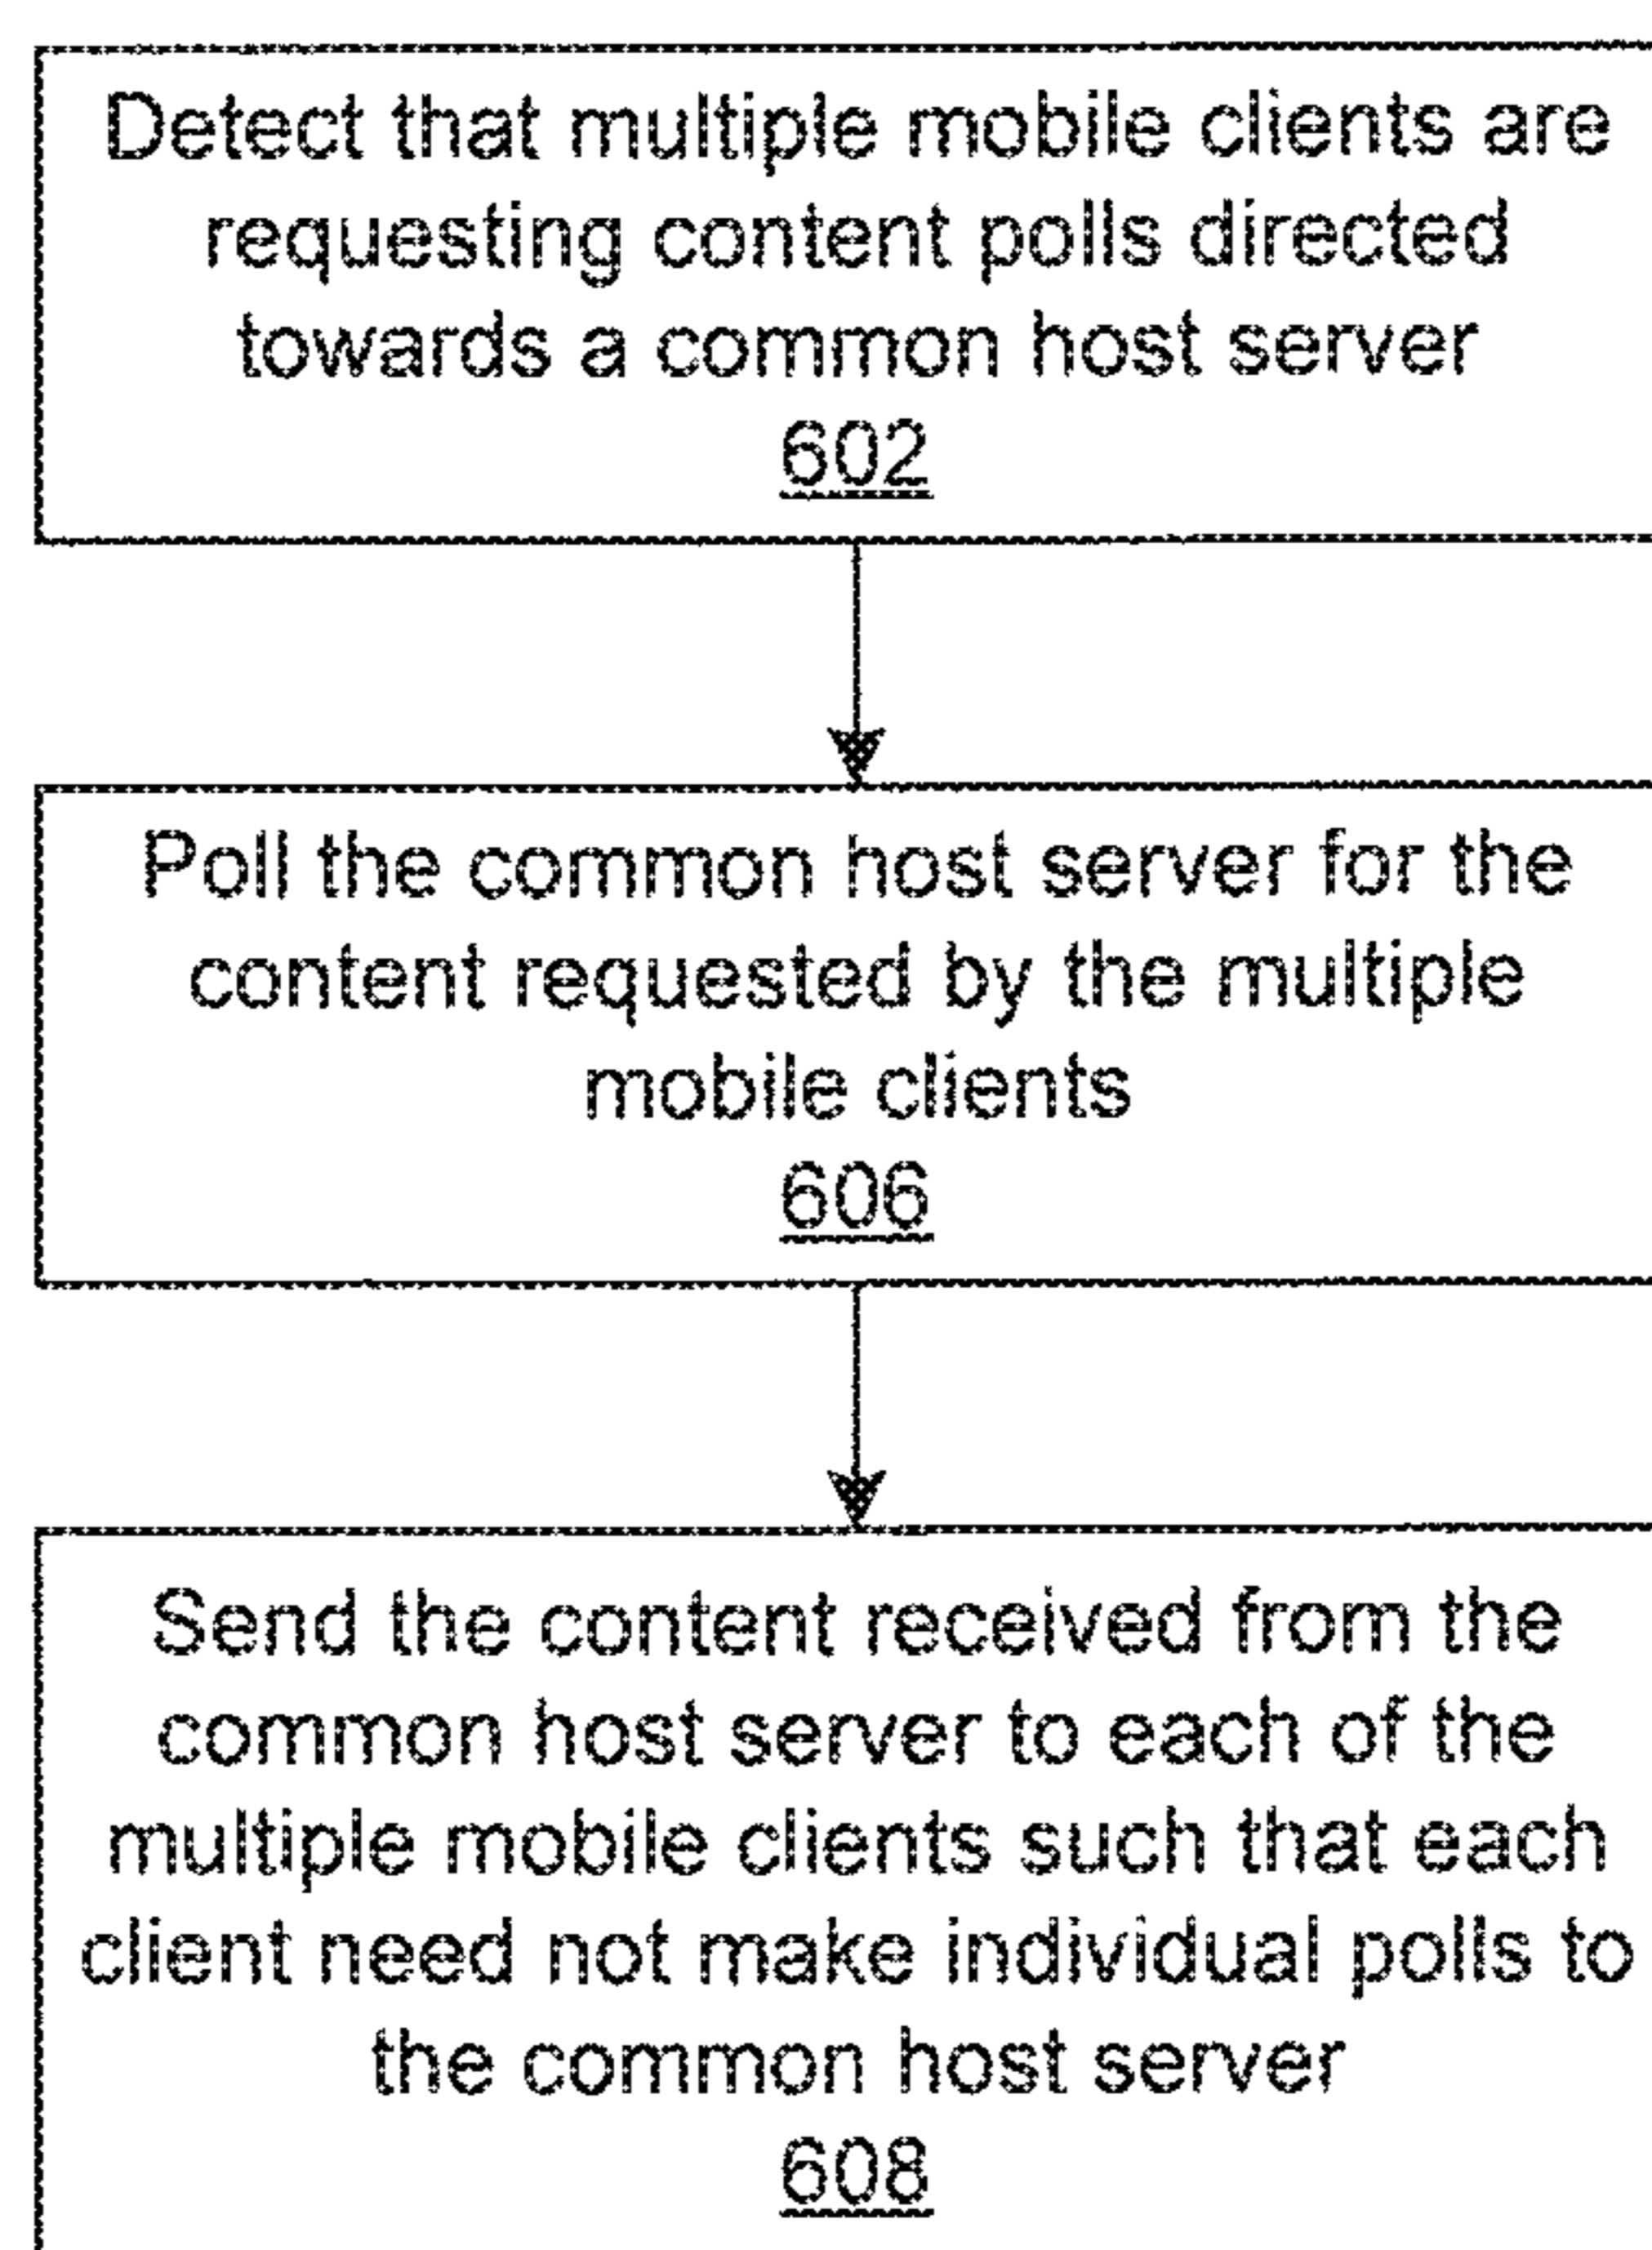 Detect that multiple mobile clients are
requesting content polls directed
towards a common host server
602
Poll the common host server for the
content requested by the multiple
mobile clients
606
Send the content received from the
common host server to each of the
multiple mobile clients such that each
client need not make individual polls to
the common host server
608